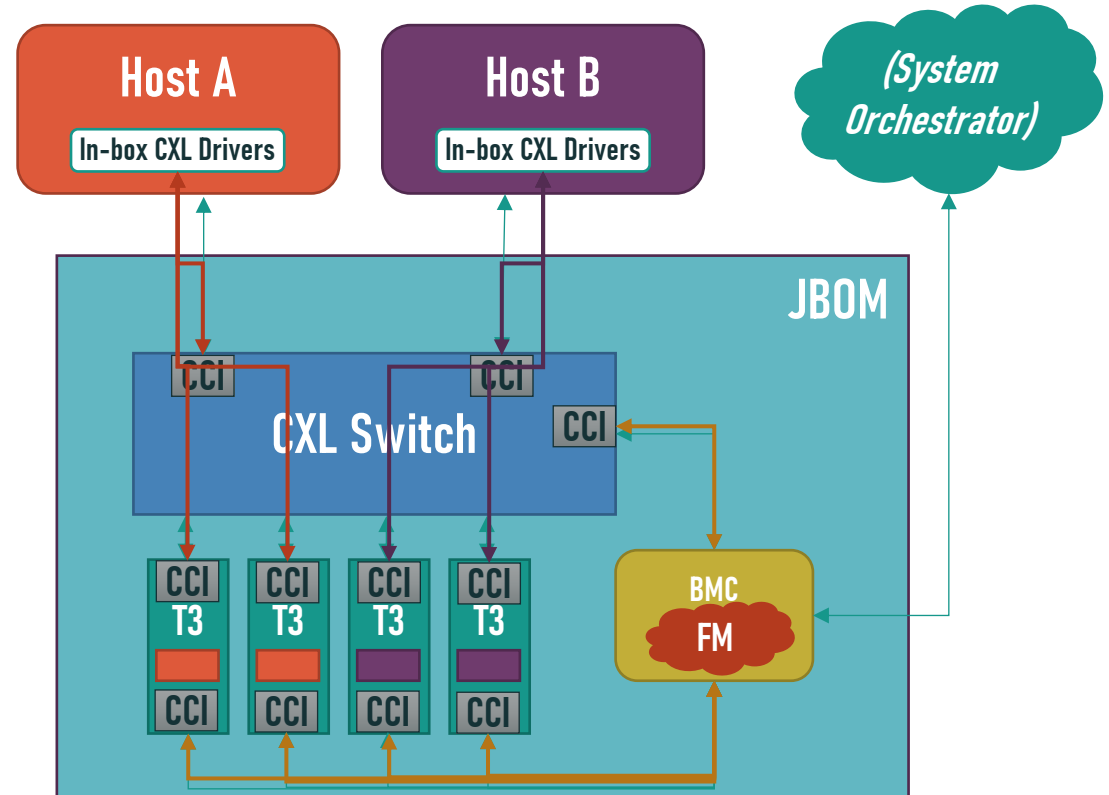 Host A
In-box CXL Drivers
Host B
In-box CXL Drivers
(System
Orchestrator)
JBOM
CCI
CCI
CCI
CXL Switch
CCI
T3
CCI
CCI
T3
CCI
CCI
T3
CCI
CCI
T3
CCI
BMC
FM